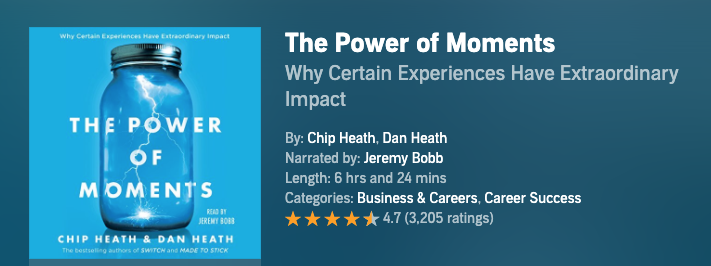 Why Certain Experiences Have Extraordinary Impact
THE POWER
OF
MOMENTS
READ BY
JEREMY BOBB
CHIP HEATH & DAN HEATH
The bestselling authors of SWITCH and MADE TO STICK
The Power of Moments
Why Certain Experiences Have Extraordinary
Impact
By: Chip Heath, Dan Heath
Narrated by: Jeremy Bobb
Length: 6 hrs and 24 mins
Categories: Business & Careers, Career Success
4.7 (3,205 ratings)